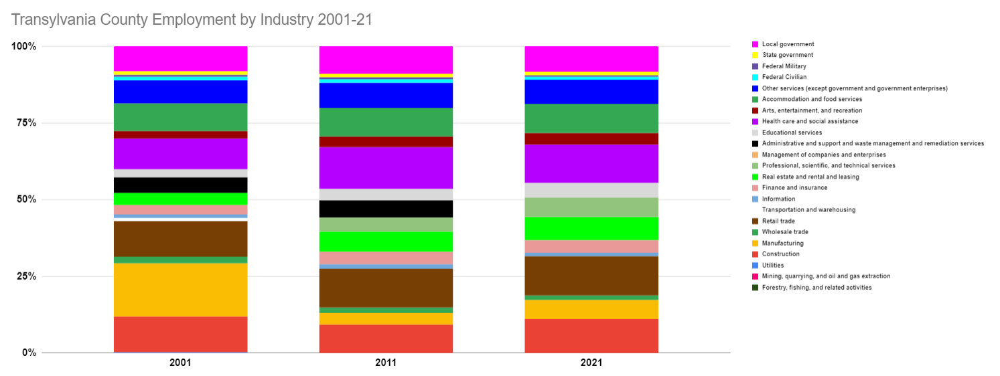 Transylvania County Employment by Industry 2001-21
100%
75%
50%
25%
0%
2001
2011
2021
Local government
State government
Federal Military
Federal Civilian
Other services (except government and government enterprises)
Accommodation and food services
Arts, entertainment, and recreation
Health care and social assistance
Educational services
Administrative and support and waste management and remediation services
Management of companies and enterprises
Professional, scientific, and technical services
Real estate and rental and leasing
Finance and insurance
Information
Transportation and warehousing
Retail trade
Wholesale trade
Manufacturing
Construction
Utilities
Mining, quarrying, and oil and gas extraction
Forestry, fishing, and related activities